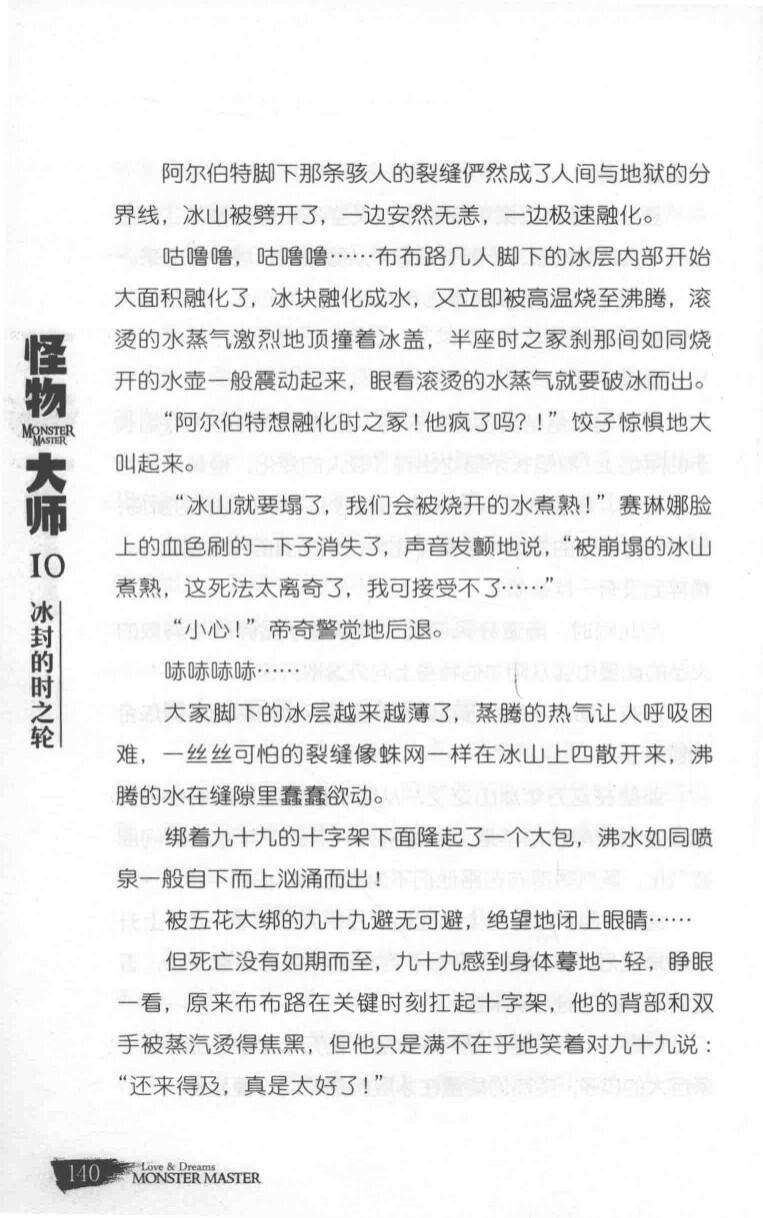 阿尔伯特脚下那条骇人的裂缝俨然成了人间与地狱的分
界线，冰山被劈开了，一边安然无恙，一边极速融化。
咕噜噜，咕噜噜……布布路几人脚下的冰层内部开始
大面积融化了，冰块融化成水，又立即被高温烧至沸腾，滚
烫的水蒸气激烈地顶撞着冰盖，半座时之冢刹那间如同烧
开的水壶一般震动起来，眼看滚烫的水蒸气就要破冰而出。
“阿尔伯特想融化时之冢！他疯了吗？！”饺子惊惧地大
叫起来。
“冰山就要塌了，我们会被烧开的水煮熟！”赛琳娜脸
上的血色刷的一下子消失了，声音发颤地说，“被崩塌的冰山
煮熟，这死法太离奇了，我可接受不了……”
“小心！”帝奇警觉地后退。
哧哧哧哧……
大家脚下的冰层越来越薄了，蒸腾的热气让人呼吸困
难，一丝丝可怕的裂缝像蛛网一样在冰山上四散开来，沸
腾的水在缝隙里蠢蠢欲动。
绑着九十九的十字架下面隆起了一个大包，沸水如同喷
泉一般自下而上汹涌而出！
被五花大绑的九十九避无可避，绝望地闭上眼睛……
但死亡没有如期而至，九十九感到身体蓦地一轻，睁眼
一看，原来布布路在关键时刻扛起十字架，他的背部和双
手被蒸汽烫得焦黑，但他只是满不在乎地笑着对九十九说：
“还来得及，真是太好了！”
怪物
MONSTER
MASTER
大师
10
冰封的时之轮
140
Love & Dreams
MONSTER MASTER